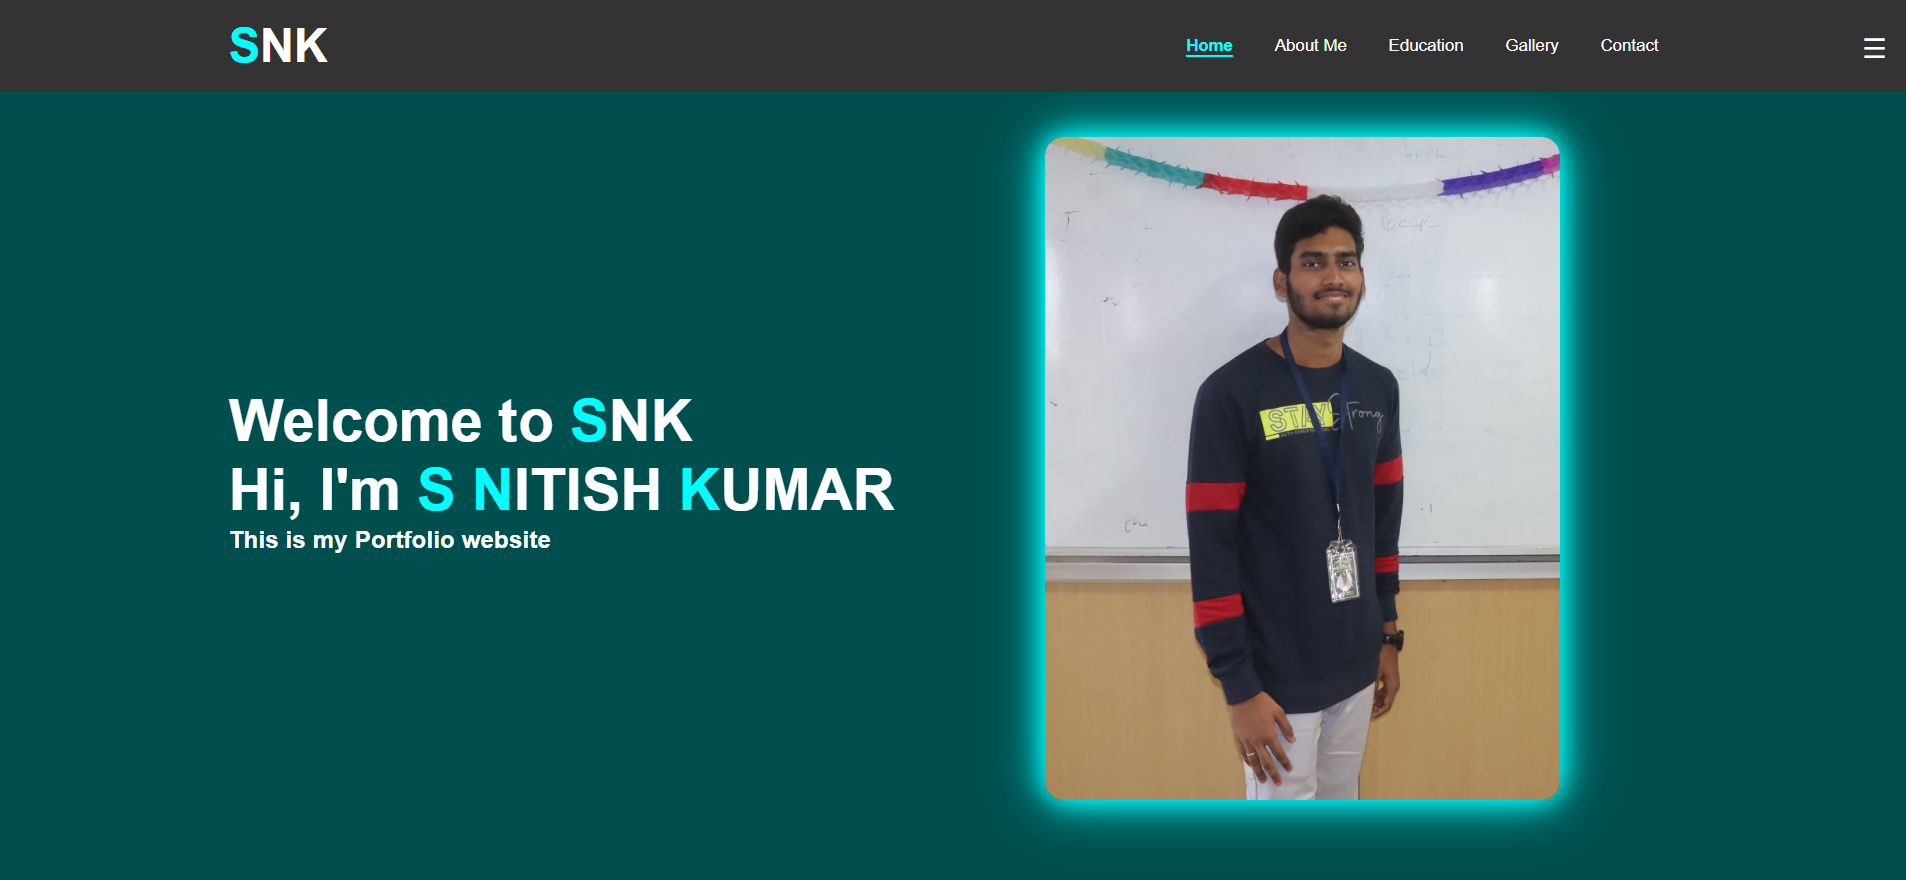 SNK
Home About Me Education Gallery Contact
Welcome to SNK
Hi, I'm S NITISH KUMAR
This is my Portfolio website
STAY Strong